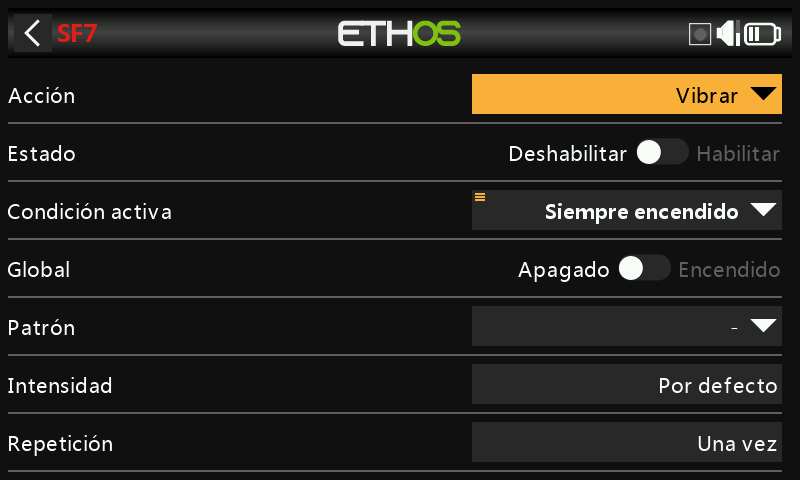 SF7 ETHOS
Acción Vibrar
Estado Deshabilitar Habilitar
Condición activa Siempre encendido
Global Apagado Encendido
Patrón -
Intensidad Por defecto
Repetición Una vez